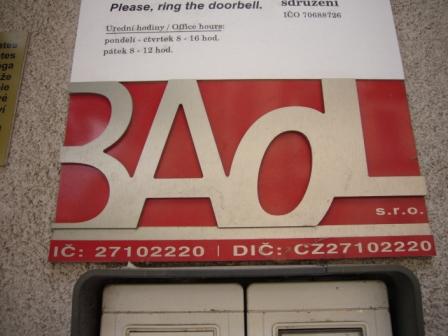 Please, ring the doorbell.
sdružení
IČO 70688726
Úřední hodiny / Office hours:
pondělí - čtvrtek 8 - 16 hod.
pátek 8 - 12 hod.
BAOL
s.r.o.
IČ: 27102220 | DIČ: CZ27102220